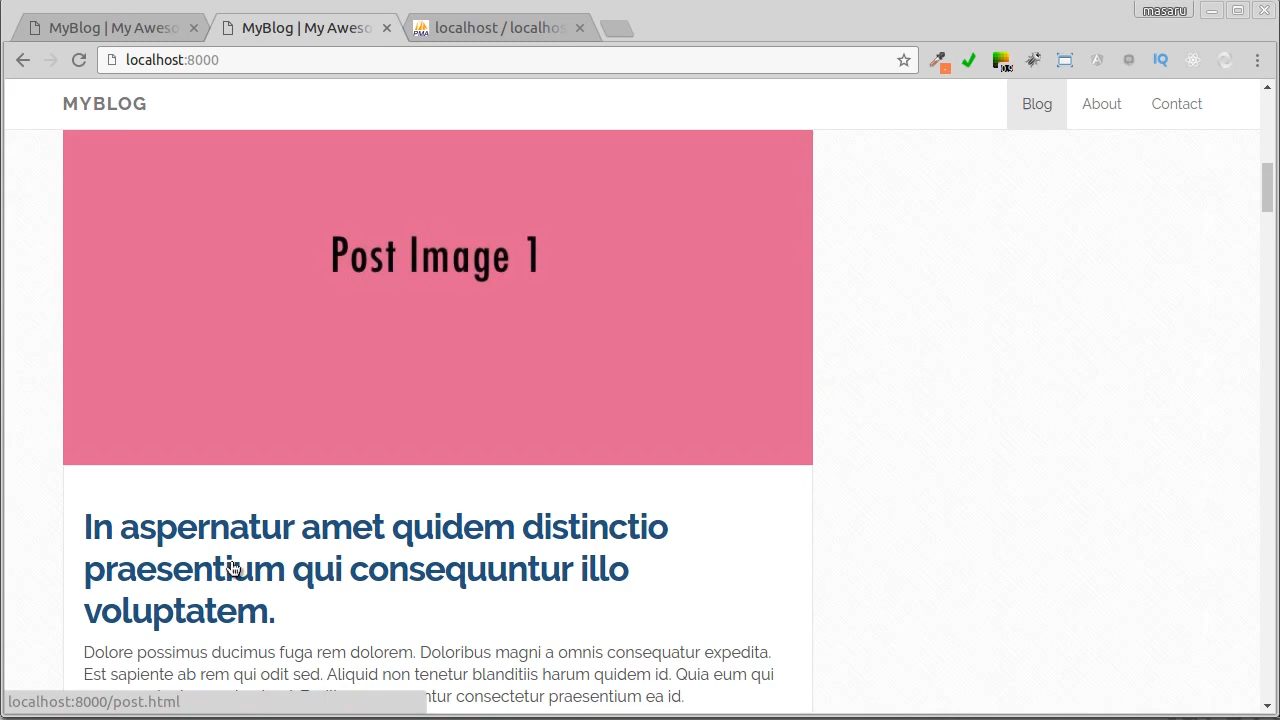 masaru
MyBlog | My Aweso
MyBlog | My Aweso
localhost / localhos
PMA
localhost:8000
IQ
MYBLOG
Blog
About
Contact
Post Image 1
In aspernatur amet quidem distinctio
praesentium qui consequuntur illo
voluptatem.
Dolore possimus ducimus fuga rem dolorem. Doloribus magni a omnis consequatur expedita.
Est sapiente ab rem qui odit sed. Aliquid non tenetur blanditiis harum quidem id. Quia eum qui
ntur consectetur praesentium ea id.
localhost:8000/post.html